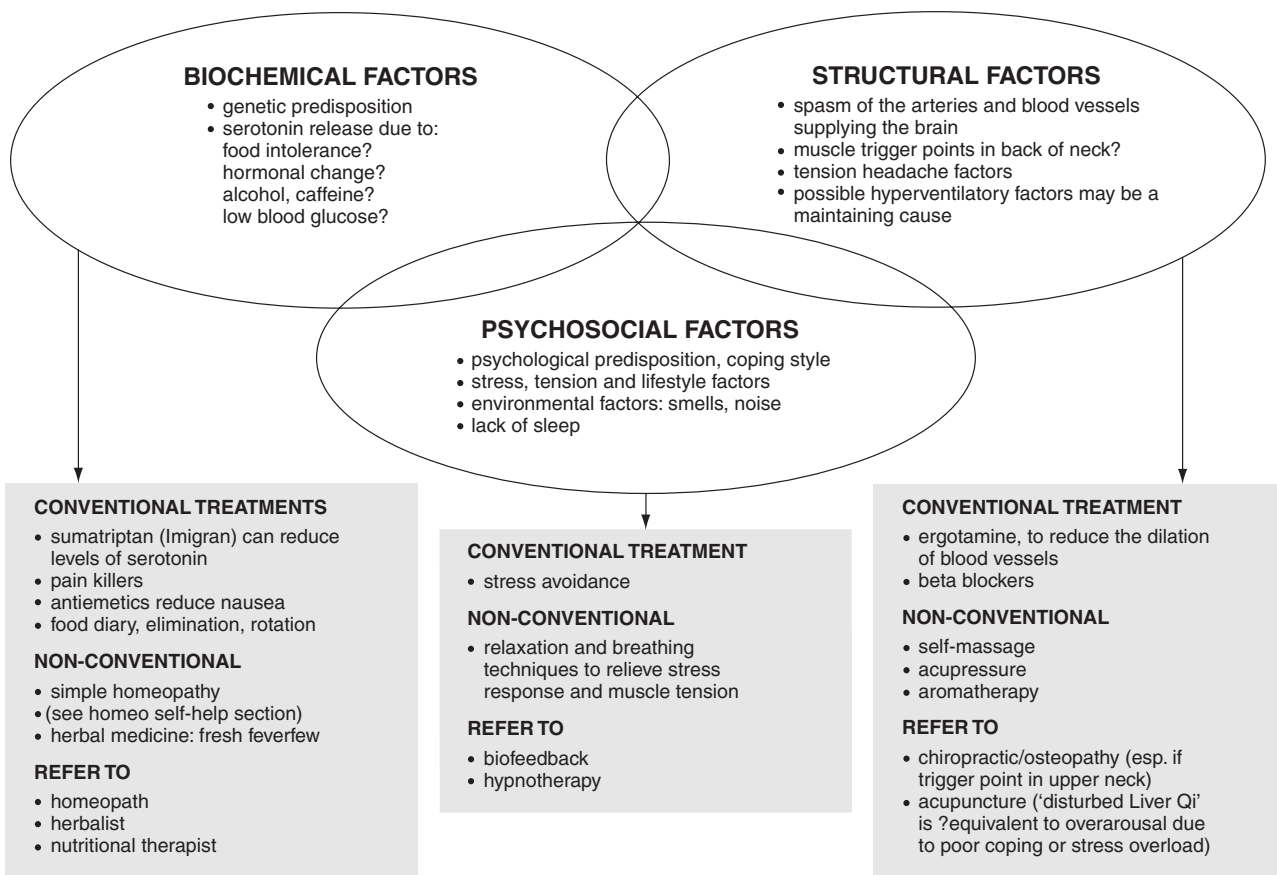 BIOCHEMICAL FACTORS
• genetic predisposition
• serotonin release due to:
food intolerance?
hormonal change?
alcohol, caffeine?
low blood glucose?
STRUCTURAL FACTORS
• spasm of the arteries and blood vessels
supplying the brain
• muscle trigger points in back of neck?
• tension headache factors
• possible hyperventilatory factors may be a
maintaining cause
PSYCHOSOCIAL FACTORS
• psychological predisposition, coping style
• stress, tension and lifestyle factors
• environmental factors: smells, noise
• lack of sleep
CONVENTIONAL TREATMENTS
• sumatriptan (Imigran) can reduce
levels of serotonin
• pain killers
• antiemetics reduce nausea
• food diary, elimination, rotation
NON-CONVENTIONAL
• simple homeopathy
• (see homeo self-help section)
• herbal medicine: fresh feverfew
REFER TO
• homeopath
• herbalist
• nutritional therapist
CONVENTIONAL TREATMENT
• stress avoidance
NON-CONVENTIONAL
• relaxation and breathing
techniques to relieve stress
response and muscle tension
REFER TO
• biofeedback
• hypnotherapy
CONVENTIONAL TREATMENT
• ergotamine, to reduce the dilation
of blood vessels
• beta blockers
NON-CONVENTIONAL
• self-massage
• acupressure
• aromatherapy
REFER TO
• chiropractic/osteopathy (esp. if
trigger point in upper neck)
• acupuncture (‘disturbed Liver Qi’
is ?equivalent to overarousal due
to poor coping or stress overload)